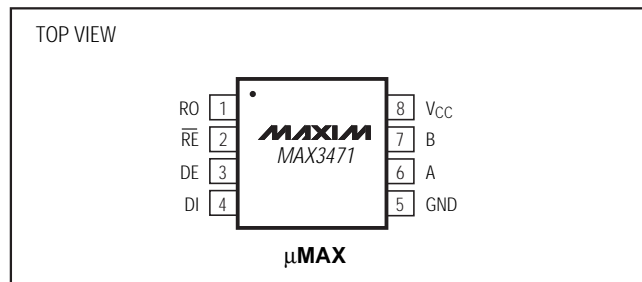 TOP VIEW
RO 1 8 VCC
RE 2 MAXIM 7 B
MAX3471
DE 3 6 A
DI 4 5 GND
μMAX